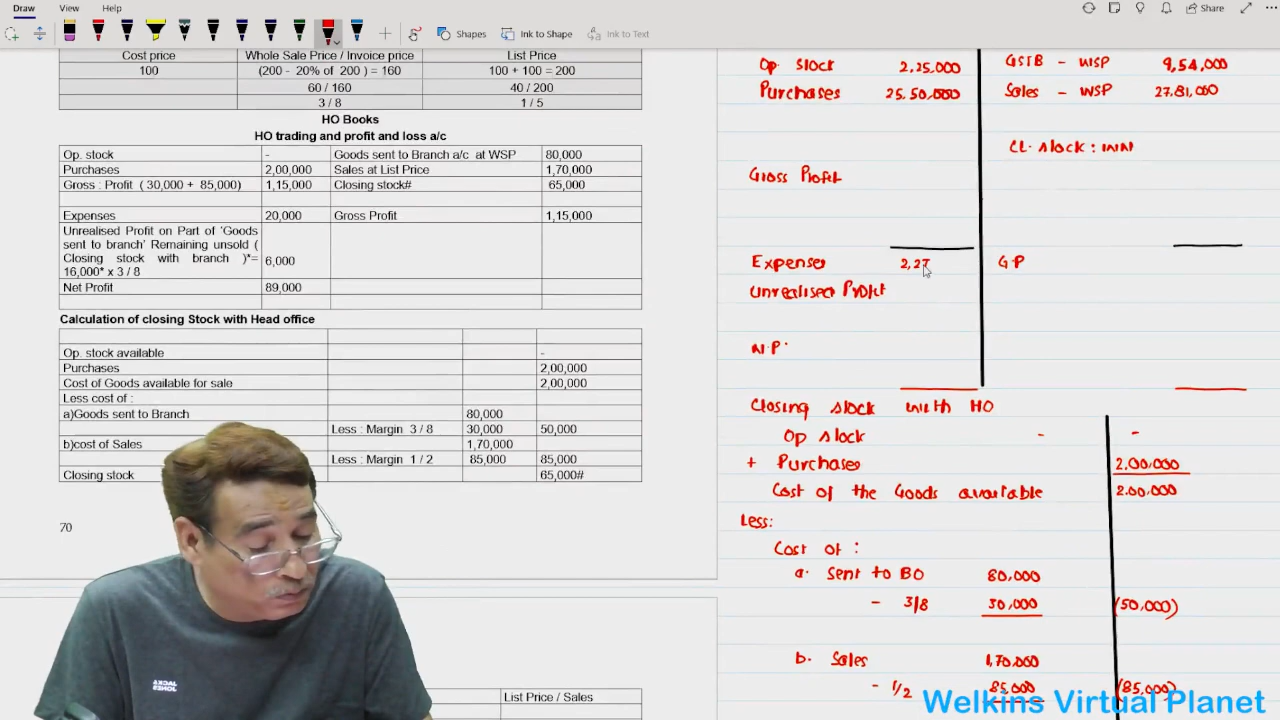 Draw View Help Share
Shapes Ink to Shape Ink to Text
Cost price Whole Sale Price / Invoice price List Price
100 (200 - 20% of 200 ) = 160 100 + 100 = 200
60 / 160 40 / 200
3 / 8 1 / 5
HO Books
HO trading and profit and loss a/c
Op. stock - Goods sent to Branch a/c at WSP 80,000
Purchases 2,00,000 Sales at List Price 1,70,000
Gross : Profit ( 30,000 + 85,000) 1,15,000 Closing stock# 65,000
Expenses 20,000 Gross Profit 1,15,000
Unrealised Profit on Part of 'Goods
sent to branch' Remaining unsold (
Closing stock with branch )*=
16,000* x 3 / 8 6,000
Net Profit 89,000
Calculation of closing Stock with Head office
Op. stock available -
Purchases 2,00,000
Cost of Goods available for sale 2,00,000
Less cost of :
a)Goods sent to Branch 80,000
Less : Margin 3 / 8 30,000 50,000
b)cost of Sales 1,70,000
Less : Margin 1 / 2 85,000 85,000
Closing stock 65,000#
70
List Price / Sales
Op. Stock 2,25,000 GSTB - WSP 9,54,000
Purchases 25,50,000 Sales - WSP 27,81,000
CL. Stock : WN
Gross Profit
Expenses 2,27 G.P
Unrealised Profit
N.P.
Closing stock with HO
Op stock - -
+ Purchases 2,00,000
Cost of the Goods available 2,00,000
Less:
Cost of :
a. Sent to BO 80,000
- 3/8 30,000 (50,000)
b. Sales 1,70,000
- 1/2 85,000 (85,000)
JACK&
JONES
Welkins Virtual Planet